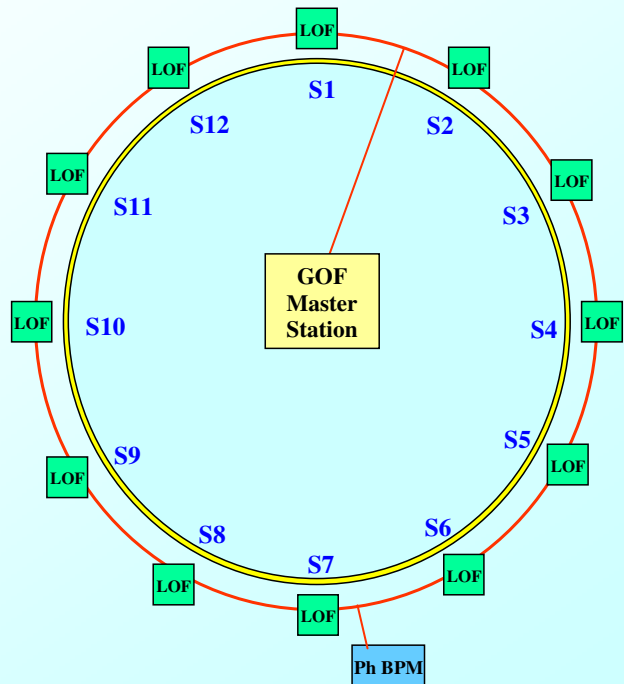 LOF
LOF
LOF
S1
S12
S2
LOF
LOF
S11
S3
GOF
Master
Station
LOF
S10
S4
LOF
S5
S9
LOF
LOF
S8
S6
S7
LOF
LOF
LOF
Ph BPM